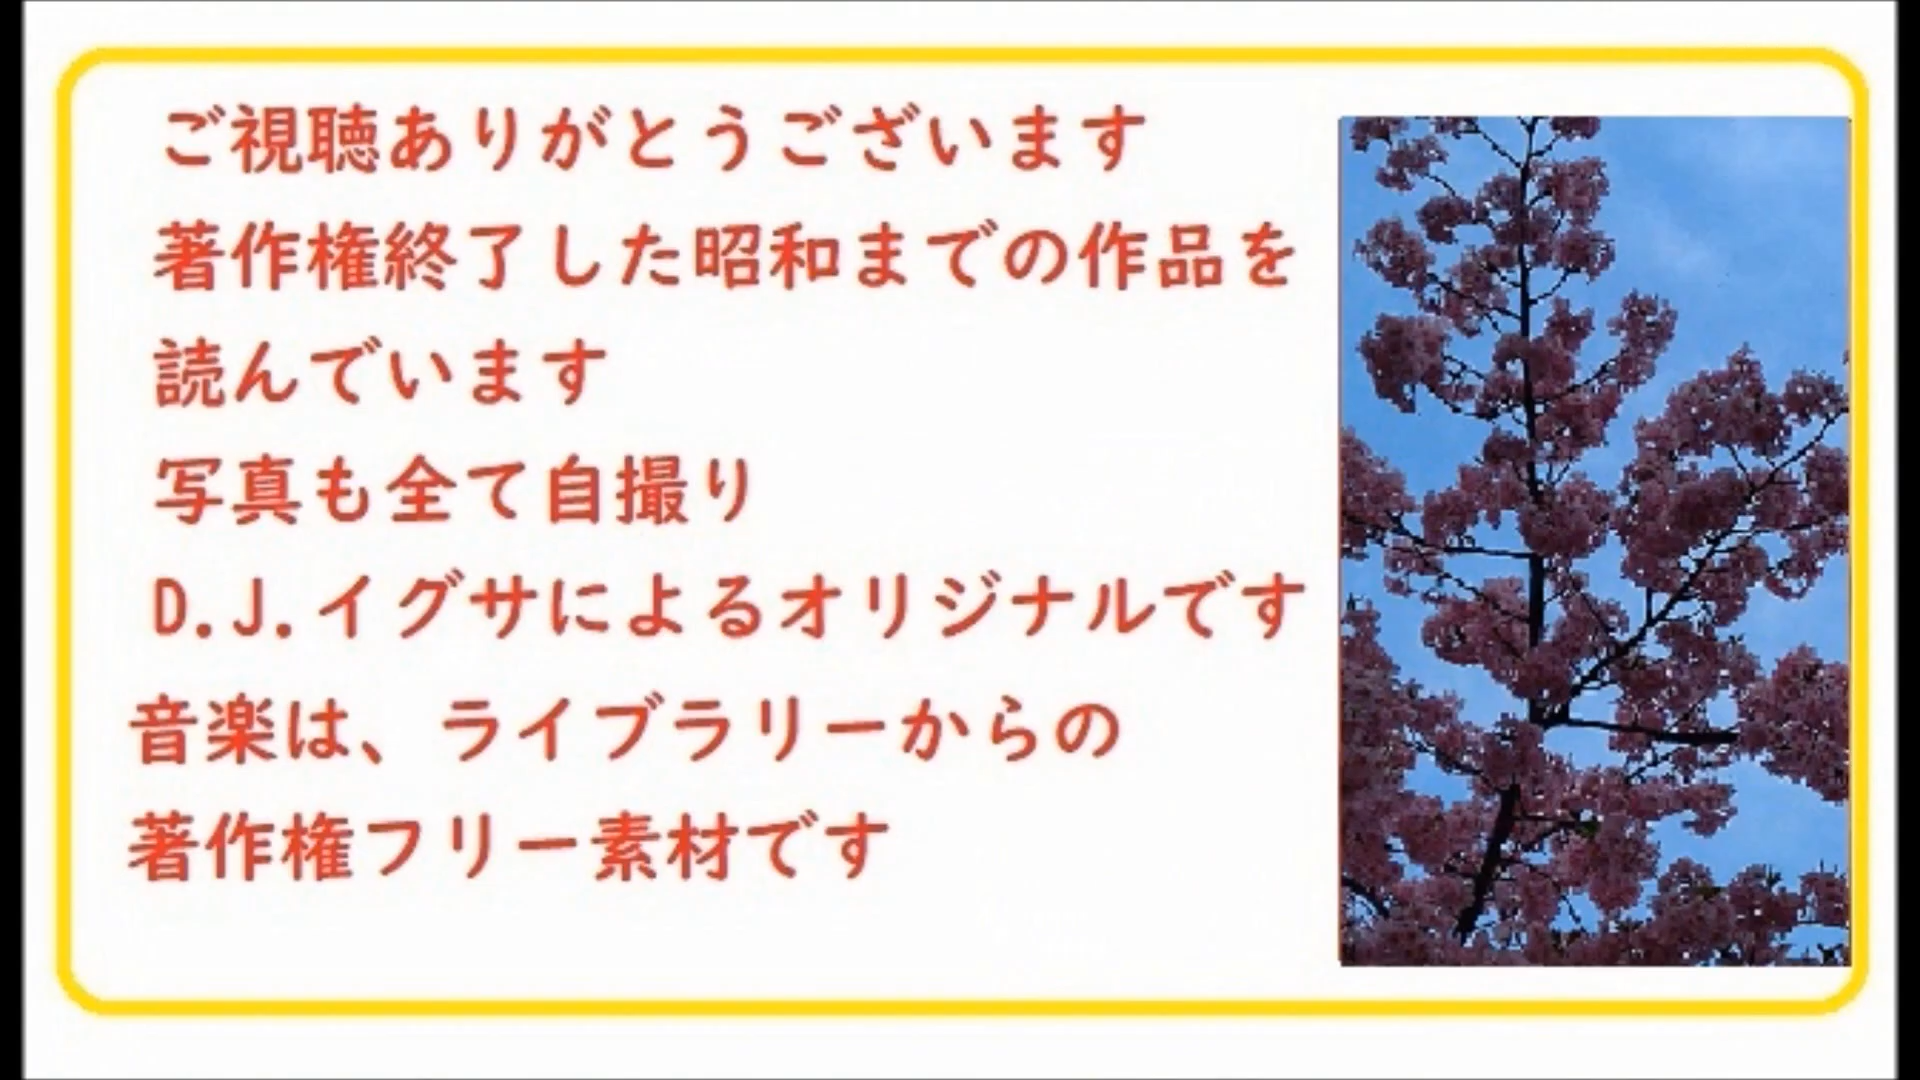 ご視聴ありがとうございます
著作権終了した昭和までの作品を
読んでいます
写真も全て自撮り
D.J.イグサによるオリジナルです
音楽は、ライブラリーからの
著作権フリー素材です